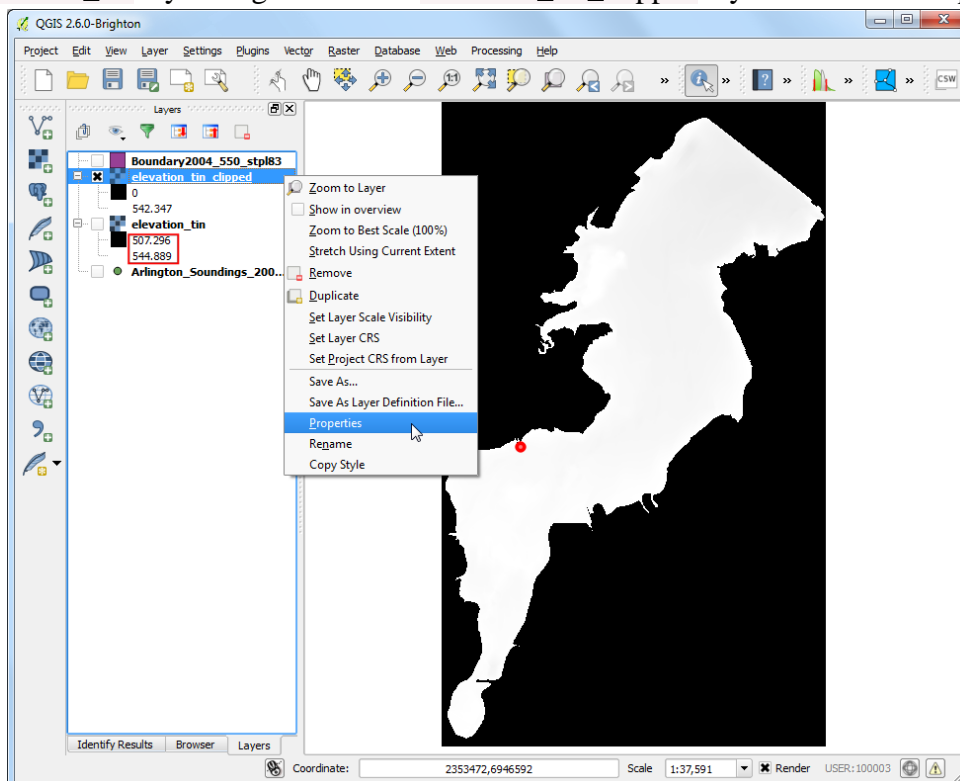 QGIS 2.6.0-Brighton
Project Edit View Layer Settings Plugins Vector Raster Database Web Processing Help
1:1
CSW
Layers
Boundary2004_550_stpl83
elevation_tin_clipped
0
542.347
elevation_tin
507.296
544.889
Arlington_Soundings_200...
Zoom to Layer
Show in overview
Zoom to Best Scale (100%)
Stretch Using Current Extent
Remove
Duplicate
Set Layer Scale Visibility
Set Layer CRS
Set Project CRS from Layer
Save As...
Save As Layer Definition File...
Properties
Rename
Copy Style
Identify Results Browser Layers
Coordinate: 2353472,6946592 Scale 1:37,591 Render USER:100003